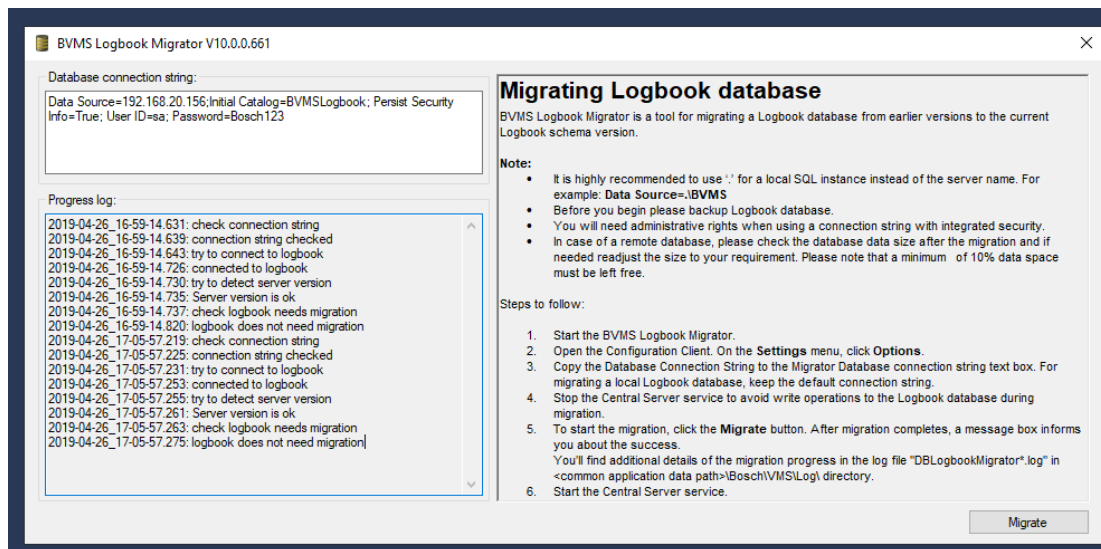 BVMS Logbook Migrator V10.0.0.661
Database connection string:
Data Source=192.168.20.156;Initial Catalog=BVMSLogbook; Persist Security
Info=True; User ID=sa; Password=Bosch123
Progress log:
2019-04-26_16-59-14.631: check connection string
2019-04-26_16-59-14.639: connection string checked
2019-04-26_16-59-14.643: try to connect to logbook
2019-04-26_16-59-14.726: connected to logbook
2019-04-26_16-59-14.730: try to detect server version
2019-04-26_16-59-14.735: Server version is ok
2019-04-26_16-59-14.737: check logbook needs migration
2019-04-26_16-59-14.820: logbook does not need migration
2019-04-26_17-05-57.219: check connection string
2019-04-26_17-05-57.225: connection string checked
2019-04-26_17-05-57.231: try to connect to logbook
2019-04-26_17-05-57.253: connected to logbook
2019-04-26_17-05-57.255: try to detect server version
2019-04-26_17-05-57.261: Server version is ok
2019-04-26_17-05-57.263: check logbook needs migration
2019-04-26_17-05-57.275: logbook does not need migration
Migrating Logbook database
BVMS Logbook Migrator is a tool for migrating a Logbook database from earlier versions to the current
Logbook schema version.
Note:
• It is highly recommended to use '.' for a local SQL instance instead of the server name. For
example: Data Source=.\BVMS
• Before you begin please backup Logbook database.
• You will need administrative rights when using a connection string with integrated security.
• In case of a remote database, please check the database data size after the migration and if
needed readjust the size to your requirement. Please note that a minimum of 10% data space
must be left free.
Steps to follow:
1. Start the BVMS Logbook Migrator.
2. Open the Configuration Client. On the Settings menu, click Options.
3. Copy the Database Connection String to the Migrator Database connection string text box. For
migrating a local Logbook database, keep the default connection string.
4. Stop the Central Server service to avoid write operations to the Logbook database during
migration.
5. To start the migration, click the Migrate button. After migration completes, a message box informs
you about the success.
You'll find additional details of the migration progress in the log file "DBLogbookMigrator*.log" in
<common application data path>\Bosch\VMS\Log\ directory.
6. Start the Central Server service.
Migrate